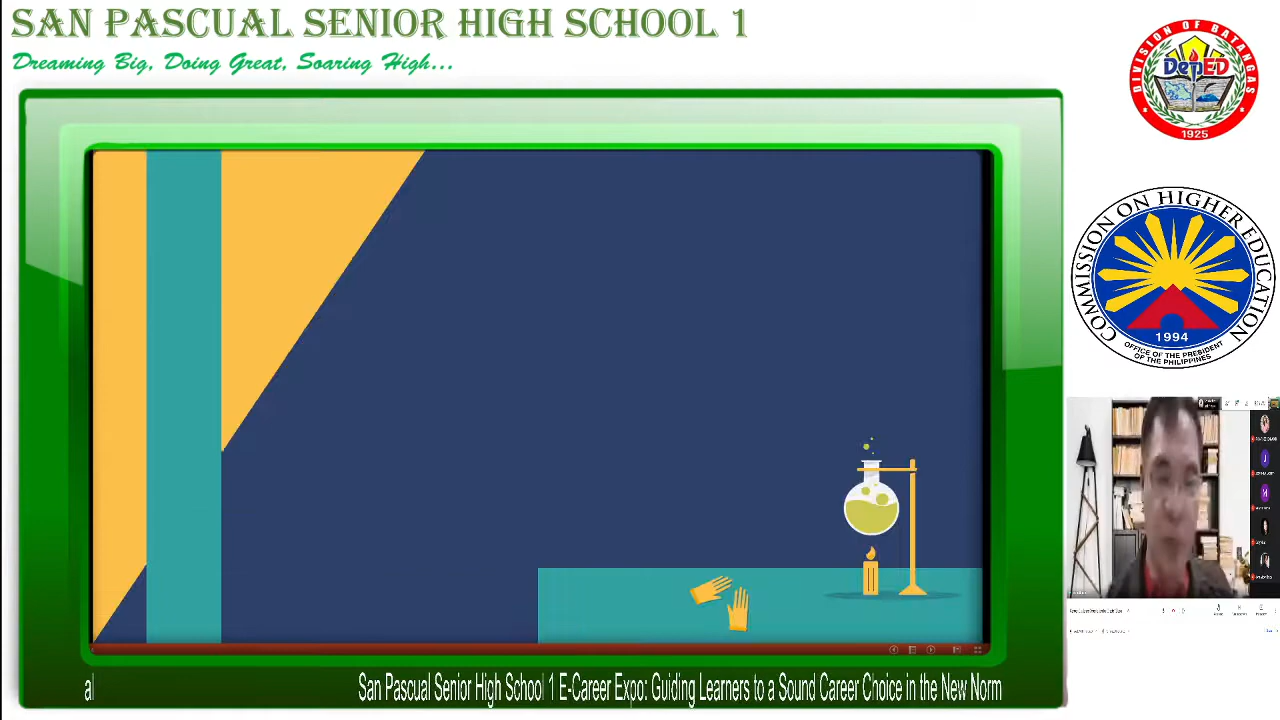 SAN PASCUAL SENIOR HIGH SCHOOL 1
Dreaming Big, Doing Great, Soaring High...
DIVISION OF BATANGAS
DepED
1925
COMMISSION ON HIGHER EDUCATION
1994
OFFICE OF THE PRESIDENT
OF THE PHILIPPINES
al San Pascual Senior High School 1 E-Career Expo: Guiding Learners to a Sound Career Choice in the New Norm